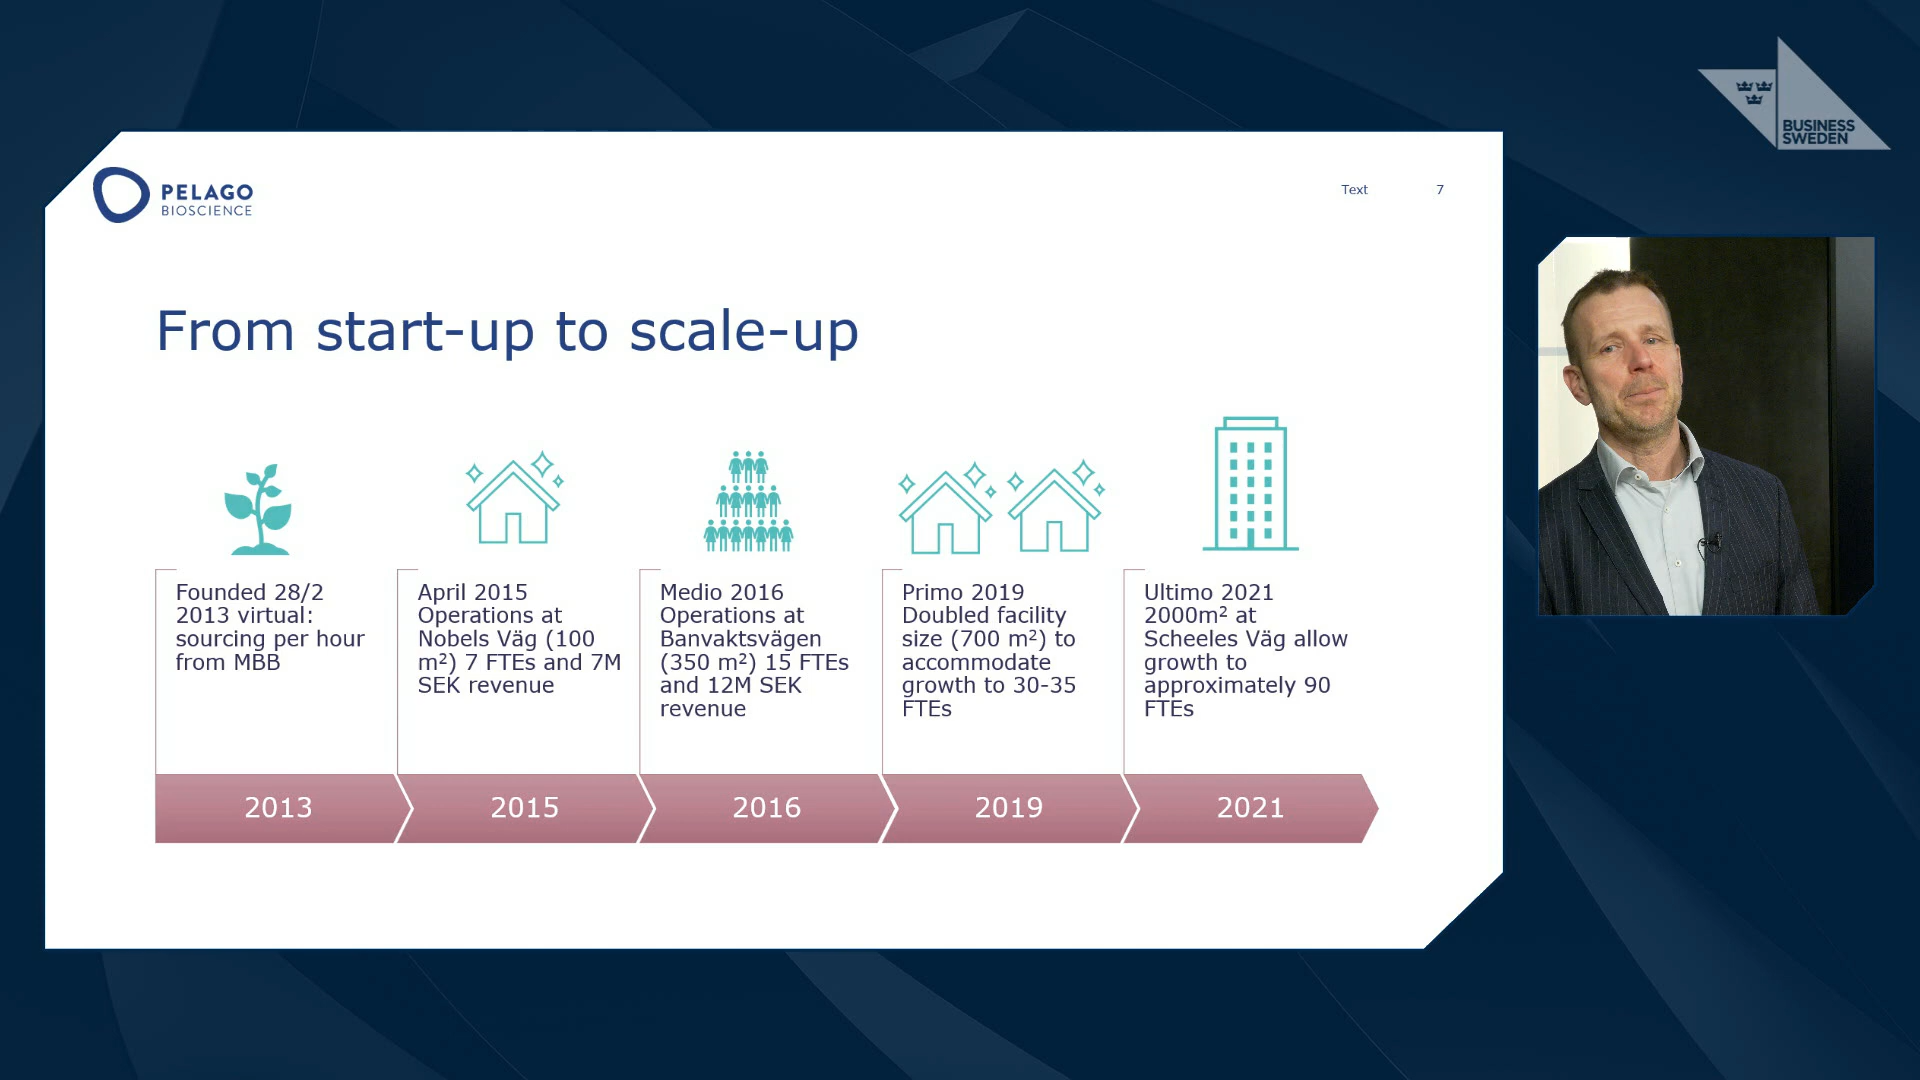 BUSINESS
SWEDEN
PELAGO
BIOSCIENCE
Text 7
From start-up to scale-up
Founded 28/2
2013 virtual:
sourcing per hour
from MBB
April 2015
Operations at
Nobels Väg (100
m²) 7 FTEs and 7M
SEK revenue
Medio 2016
Operations at
Banvaktsvägen
(350 m²) 15 FTEs
and 12M SEK
revenue
Primo 2019
Doubled facility
size (700 m²) to
accommodate
growth to 30-35
FTEs
Ultimo 2021
2000m² at
Scheeles Väg allow
growth to
approximately 90
FTEs
2013
2015
2016
2019
2021